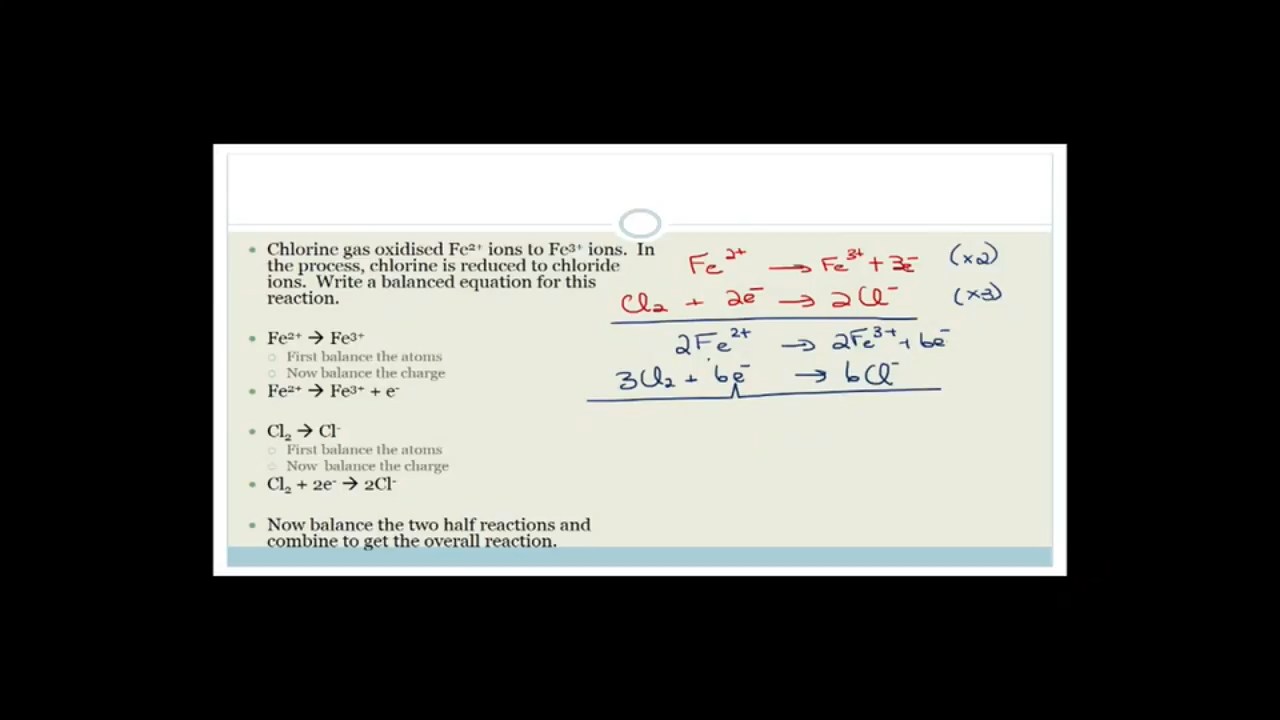 • Chlorine gas oxidised Fe²⁺ ions to Fe³⁺ ions. In
the process, chlorine is reduced to chloride
ions. Write a balanced equation for this
reaction.
• Fe²⁺ → Fe³⁺
○ First balance the atoms
○ Now balance the charge
• Fe²⁺ → Fe³⁺ + e⁻
• Cl₂ → Cl⁻
○ First balance the atoms
○ Now balance the charge
• Cl₂ + 2e⁻ → 2Cl⁻
• Now balance the two half reactions and
combine to get the overall reaction.
Fe²⁺ → Fe³⁺ + 3e⁻ (×2)
Cl₂ + 2e⁻ → 2Cl⁻ (×3)
2Fe²⁺ → 2Fe³⁺ + 6e⁻
3Cl₂ + 6e⁻ → 6Cl⁻